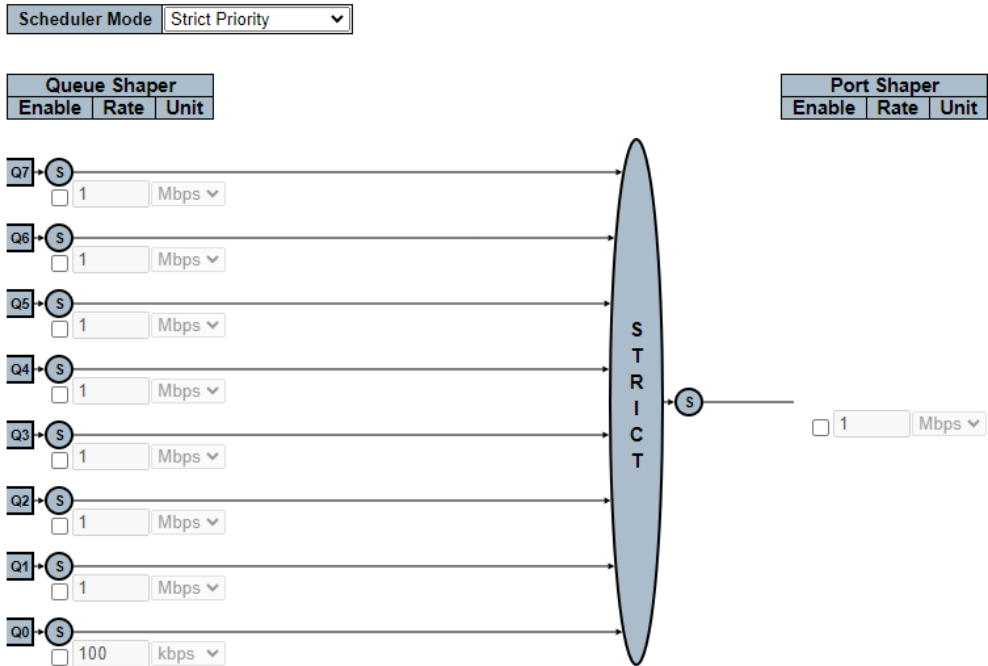 Scheduler Mode Strict Priority
Queue Shaper Port Shaper
Enable Rate Unit Enable Rate Unit
Q7 S
1 Mbps
Q6 S
1 Mbps
Q5 S
1 Mbps
Q4 S
1 Mbps
Q3 S
1 Mbps
Q2 S
1 Mbps
Q1 S
1 Mbps
Q0 S
100 kbps
S
T
R
I
C
T
S
1 Mbps